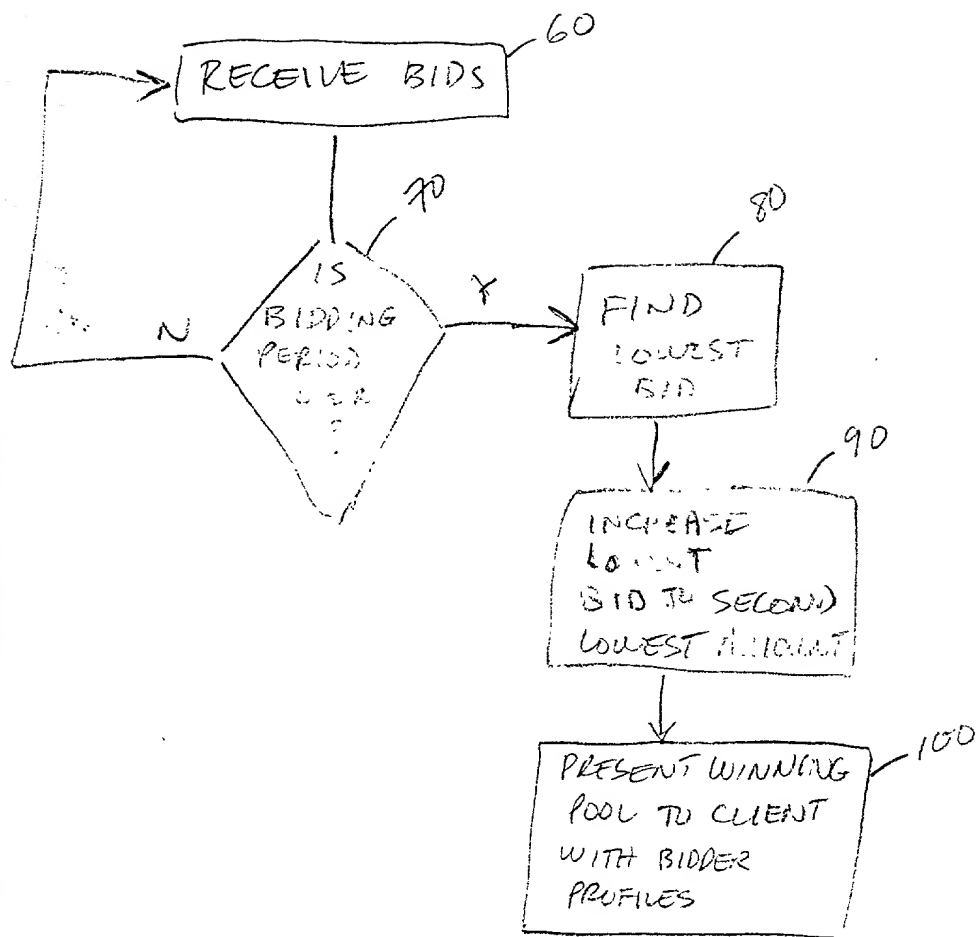 60
RECEIVE BIDS
70
IS
BIDDING
PERIOD
?
N
Y
80
FIND
LOWEST
BID
90
INCREASE
BID TO SECOND
LOWEST AMOUNT
100
PRESENT WINNING
POOL TO CLIENT
WITH BIDDER
PROFILES